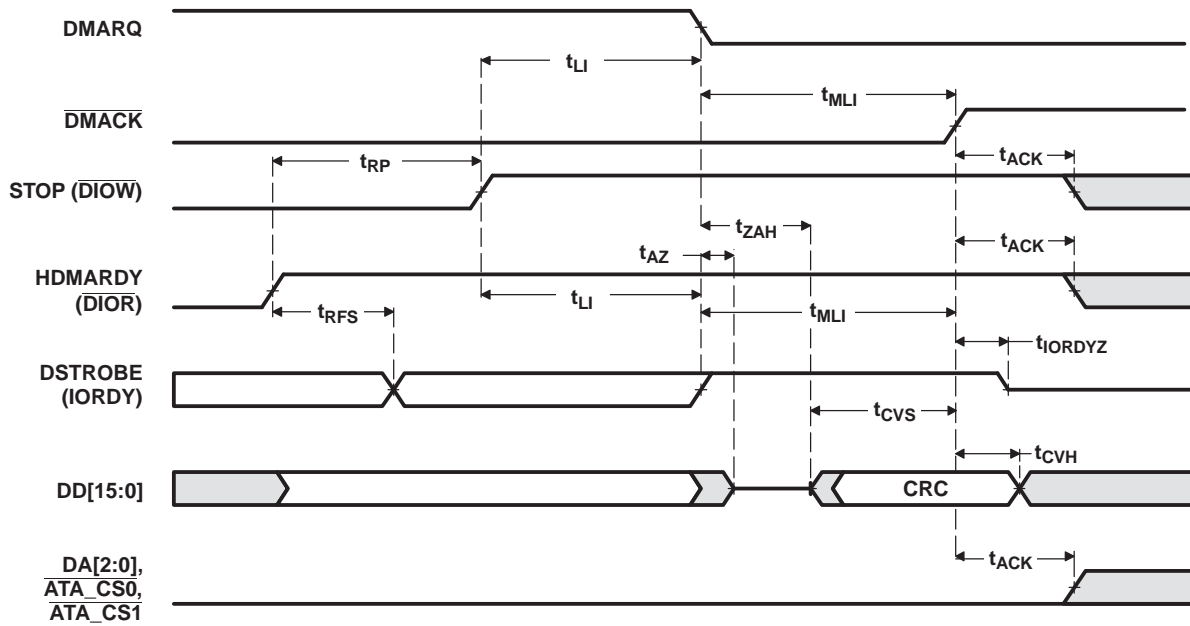 DMARQ
tLI
tMLI
DMACK
tRP
tACK
STOP (DIOW)
tZAH
tACK
tAZ
HDMARDY
(DIOR)
tLI
tMLI
tRFS
tIORDYZ
DSTROBE
(IORDY)
tCVS
tCVH
DD[15:0]
CRC
DA[2:0],
ATA_CS0,
ATA_CS1
tACK